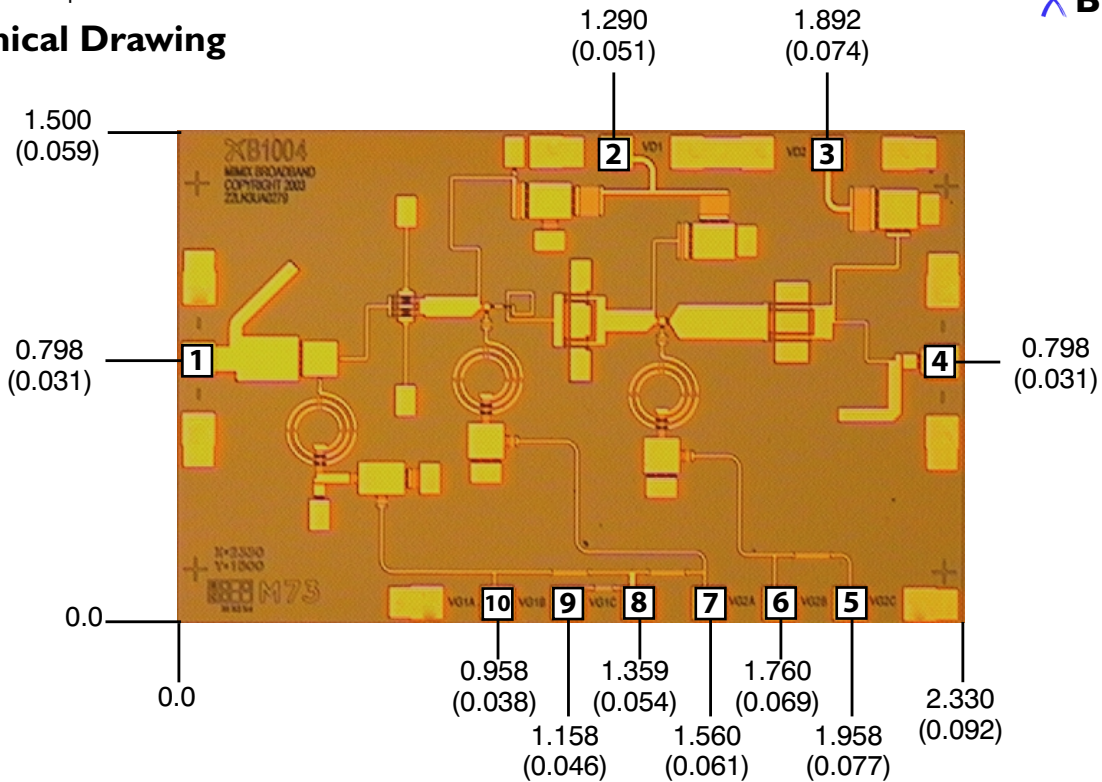 B
nical Drawing
1.290
(0.051)
1.892
(0.074)
1.500
(0.059)
XB1004
MIMIX BROADBAND
COPYRIGHT 2003
2
VD1
VD2
3
0.798
(0.031)
1
4
0.798
(0.031)
X=2330
Y=1500
M73
VG1A
10
VG1B
9
VG1C
8
7
VG2A
6
VG2B
5
VG2C
0.0
0.0
0.958
(0.038)
1.359
(0.054)
1.760
(0.069)
2.330
(0.092)
1.158
(0.046)
1.560
(0.061)
1.958
(0.077)